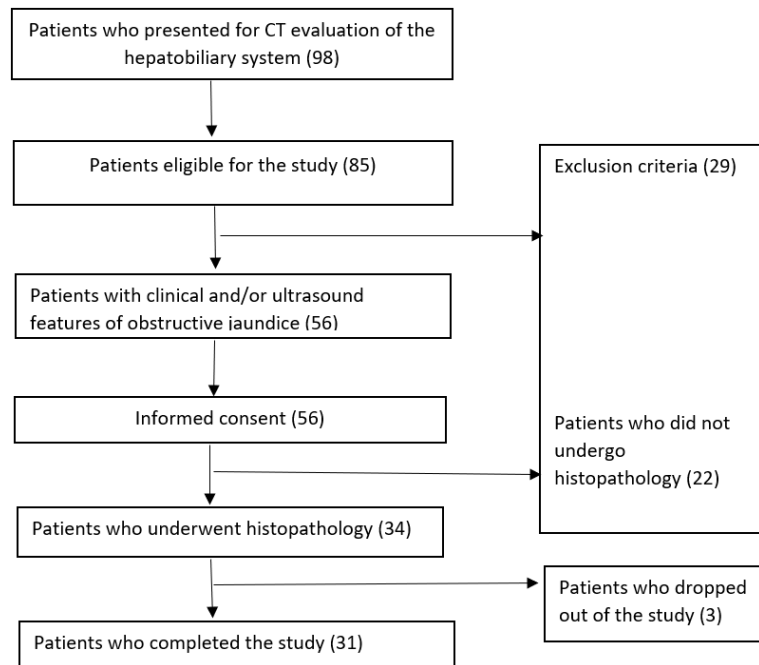 Patients who presented for CT evaluation of the
hepatobiliary system (98)
Patients eligible for the study (85)
Exclusion criteria (29)
Patients with clinical and/or ultrasound
features of obstructive jaundice (56)
Informed consent (56)
Patients who did not
undergo
histopathology (22)
Patients who underwent histopathology (34)
Patients who dropped
out of the study (3)
Patients who completed the study (31)